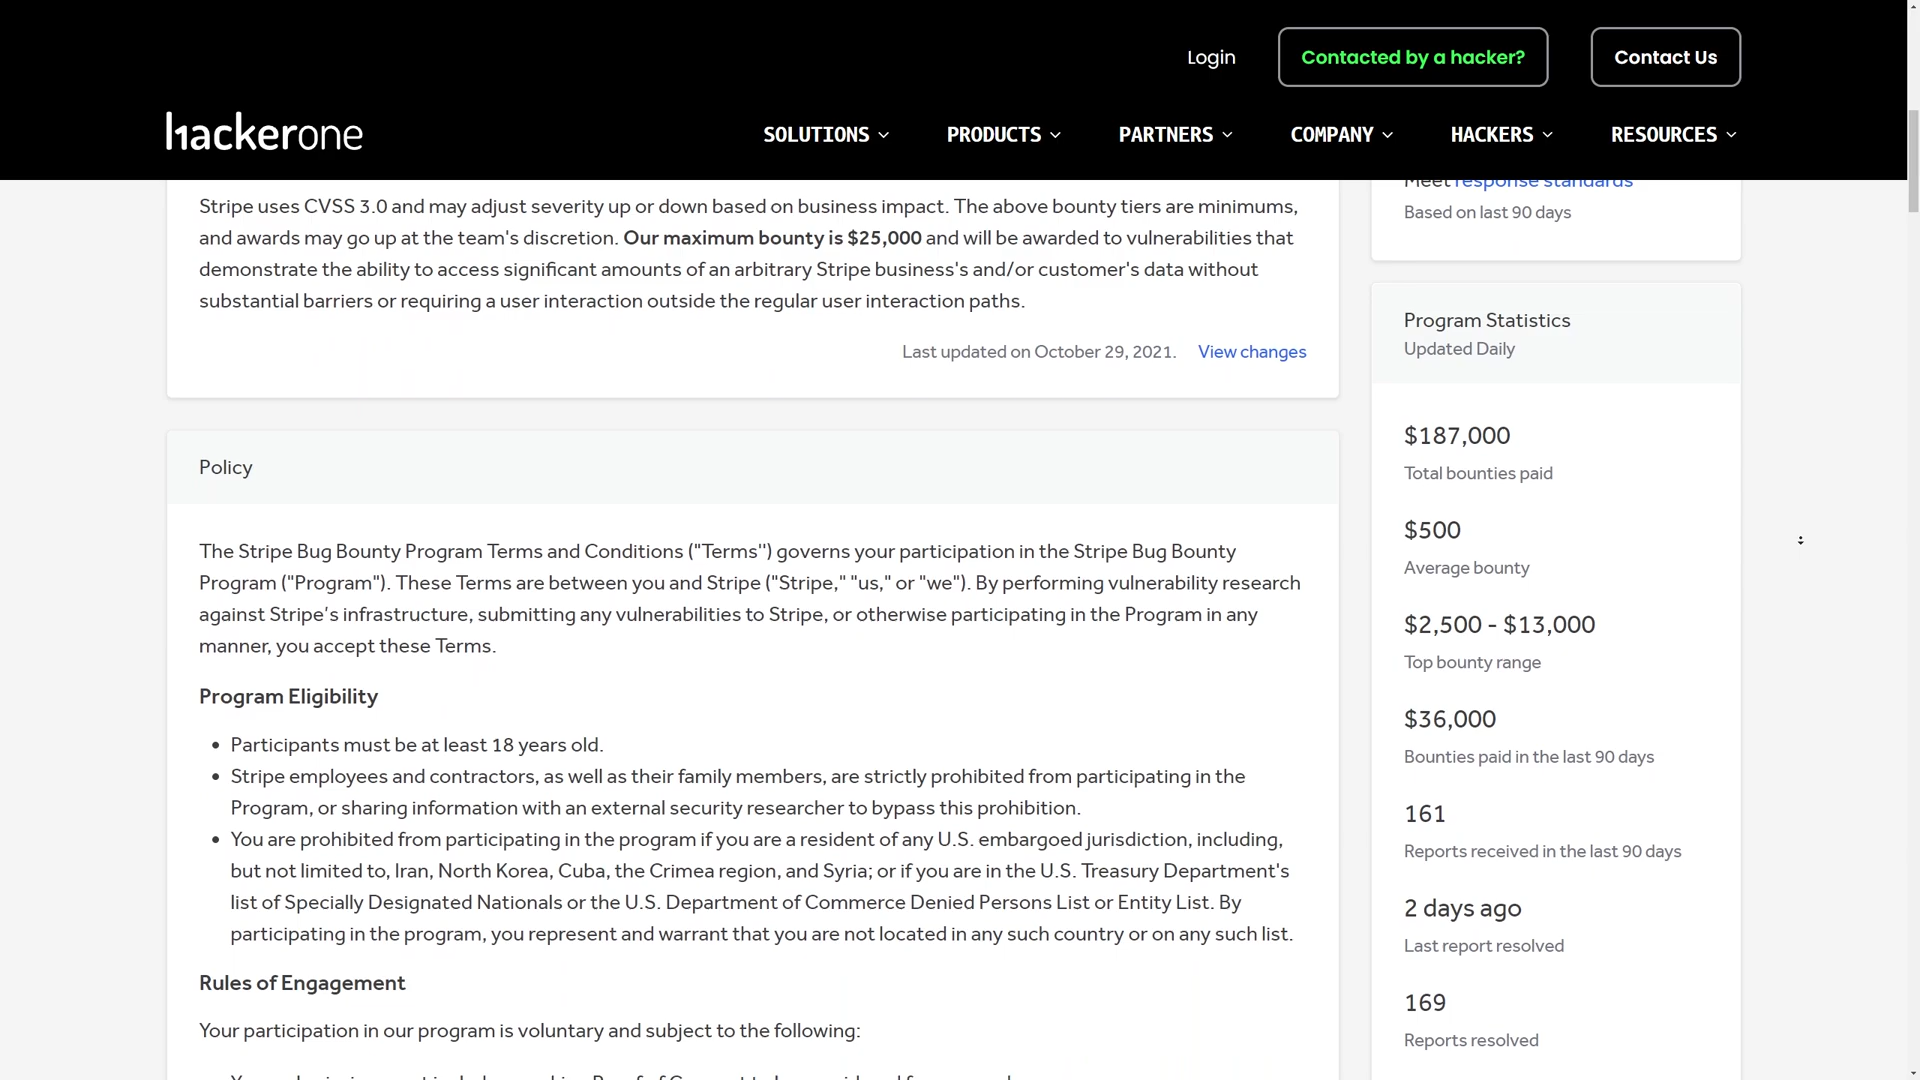 Login
Contacted by a hacker?
Contact Us
hackerone
SOLUTIONS
PRODUCTS
PARTNERS
COMPANY
HACKERS
RESOURCES
Stripe uses CVSS 3.0 and may adjust severity up or down based on business impact. The above bounty tiers are minimums,
and awards may go up at the team's discretion. Our maximum bounty is $25,000 and will be awarded to vulnerabilities that
demonstrate the ability to access significant amounts of an arbitrary Stripe business's and/or customer's data without
substantial barriers or requiring a user interaction outside the regular user interaction paths.
Last updated on October 29, 2021. View changes
Policy
The Stripe Bug Bounty Program Terms and Conditions ("Terms") governs your participation in the Stripe Bug Bounty
Program ("Program"). These Terms are between you and Stripe ("Stripe," "us," or "we"). By performing vulnerability research
against Stripe's infrastructure, submitting any vulnerabilities to Stripe, or otherwise participating in the Program in any
manner, you accept these Terms.
Program Eligibility
• Participants must be at least 18 years old.
• Stripe employees and contractors, as well as their family members, are strictly prohibited from participating in the
Program, or sharing information with an external security researcher to bypass this prohibition.
• You are prohibited from participating in the program if you are a resident of any U.S. embargoed jurisdiction, including,
but not limited to, Iran, North Korea, Cuba, the Crimea region, and Syria; or if you are in the U.S. Treasury Department's
list of Specially Designated Nationals or the U.S. Department of Commerce Denied Persons List or Entity List. By
participating in the program, you represent and warrant that you are not located in any such country or on any such list.
Rules of Engagement
Your participation in our program is voluntary and subject to the following:
Meet response standards
Based on last 90 days
Program Statistics
Updated Daily
$187,000
Total bounties paid
$500
Average bounty
$2,500 - $13,000
Top bounty range
$36,000
Bounties paid in the last 90 days
161
Reports received in the last 90 days
2 days ago
Last report resolved
169
Reports resolved